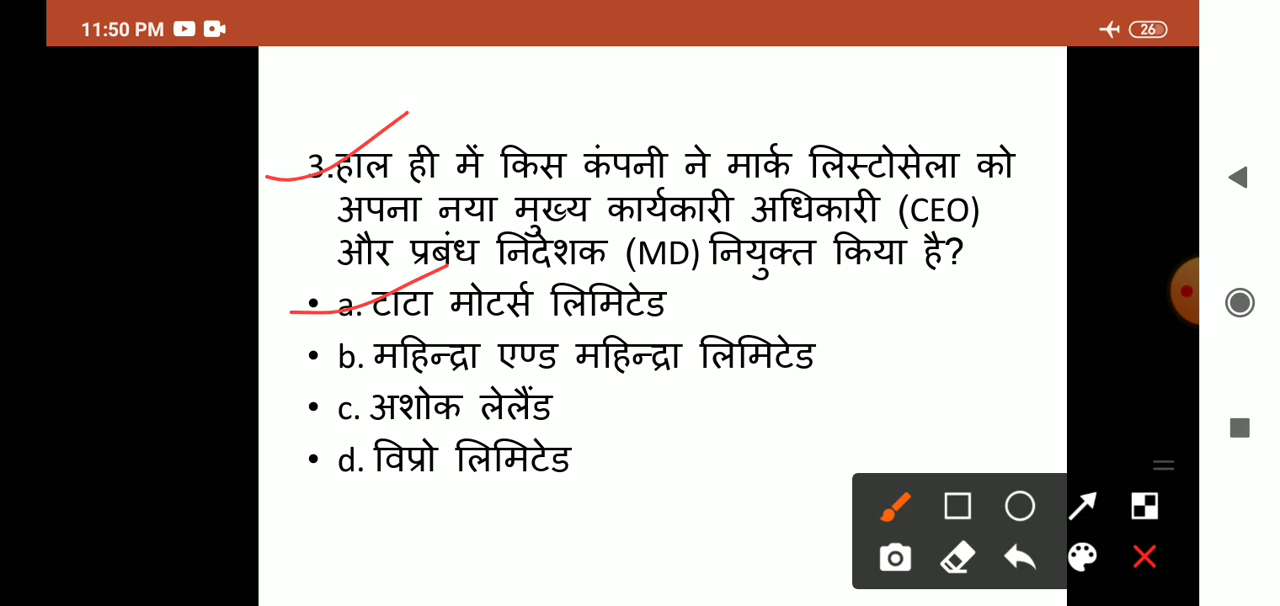 11:50 PM
26
3.हाल ही में किस कंपनी ने मार्क लिस्टोसेला को
अपना नया मुख्य कार्यकारी अधिकारी (CEO)
और प्रबंध निदेशक (MD) नियुक्त किया है?
• a. टाटा मोटर्स लिमिटेड
• b. महिन्द्रा एण्ड महिन्द्रा लिमिटेड
• c. अशोक लेलैंड
• d. विप्रो लिमिटेड